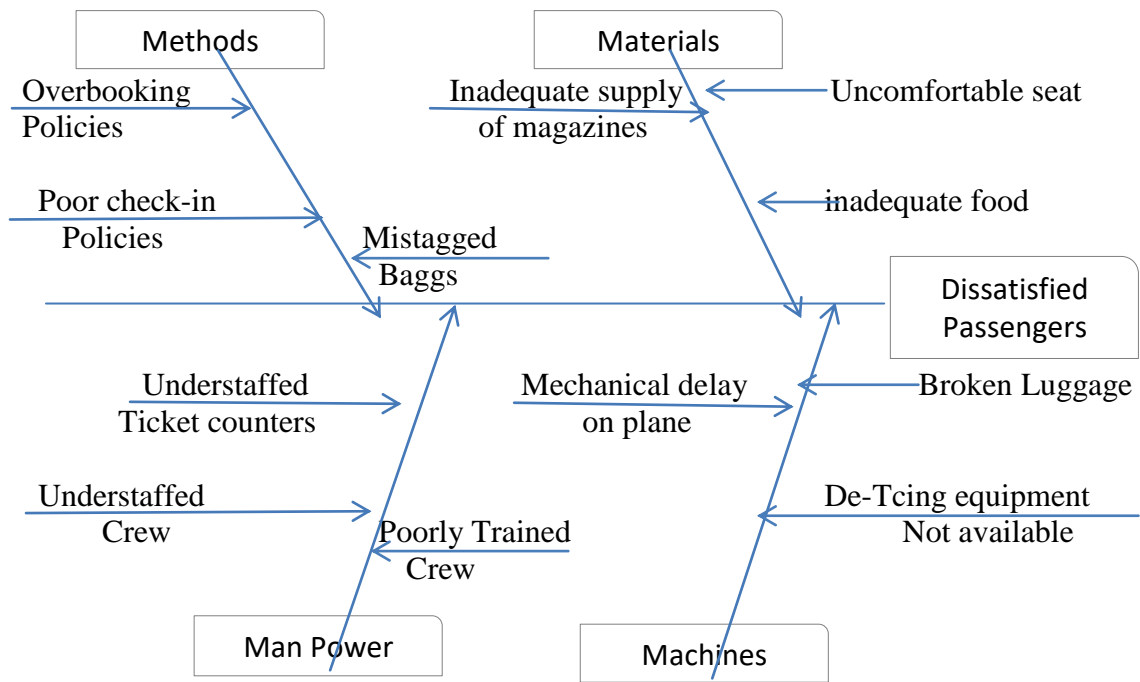 Methods
Materials
Overbooking
Policies
Inadequate supply
of magazines
Uncomfortable seat
Poor check-in
Policies
inadequate food
Mistagged
Baggs
Dissatisfied
Passengers
Understaffed
Ticket counters
Mechanical delay
on plane
Broken Luggage
Understaffed
Crew
De-Tcing equipment
Not available
Poorly Trained
Crew
Man Power
Machines